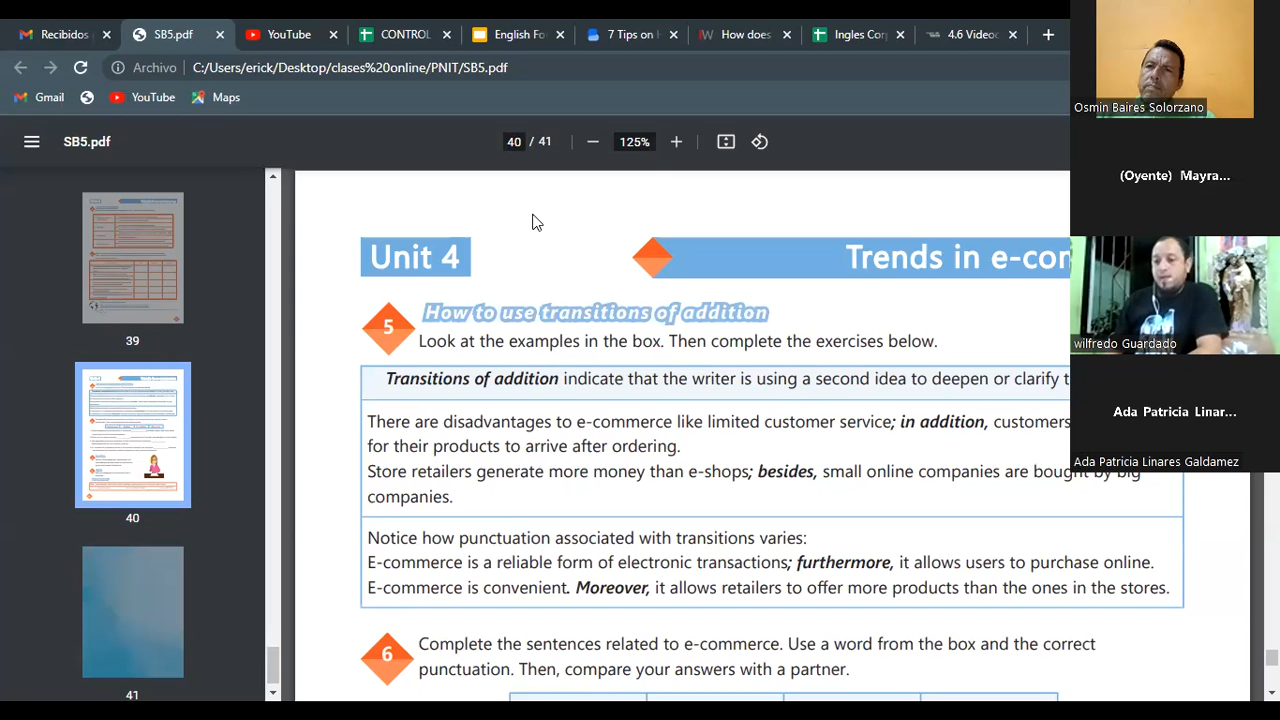 Recibidos
SB5.pdf
YouTube
CONTROL
English Fo
7 Tips on
How does
Ingles Cor
4.6 Video
Archivo
C:/Users/erick/Desktop/clases%20online/PNIT/SB5.pdf
Gmail
YouTube
Maps
SB5.pdf
40 / 41
125%
39
40
41
Unit 4
Trends in e-con
5
How to use transitions of addition
Look at the examples in the box. Then complete the exercises below.
Transitions of addition indicate that the writer is using a second idea to deepen or clarify t
There are disadvantages to e-commerce like limited customer service; in addition, customers
for their products to arrive after ordering.
Store retailers generate more money than e-shops; besides, small online companies are bought by big
companies.
Notice how punctuation associated with transitions varies:
E-commerce is a reliable form of electronic transactions; furthermore, it allows users to purchase online.
E-commerce is convenient. Moreover, it allows retailers to offer more products than the ones in the stores.
6
Complete the sentences related to e-commerce. Use a word from the box and the correct
punctuation. Then, compare your answers with a partner.
Osmin Baires Solorzano
(Oyente) Mayra...
wilfredo Guardado
Ada Patricia Linar...
Ada Patricia Linares Galdamez